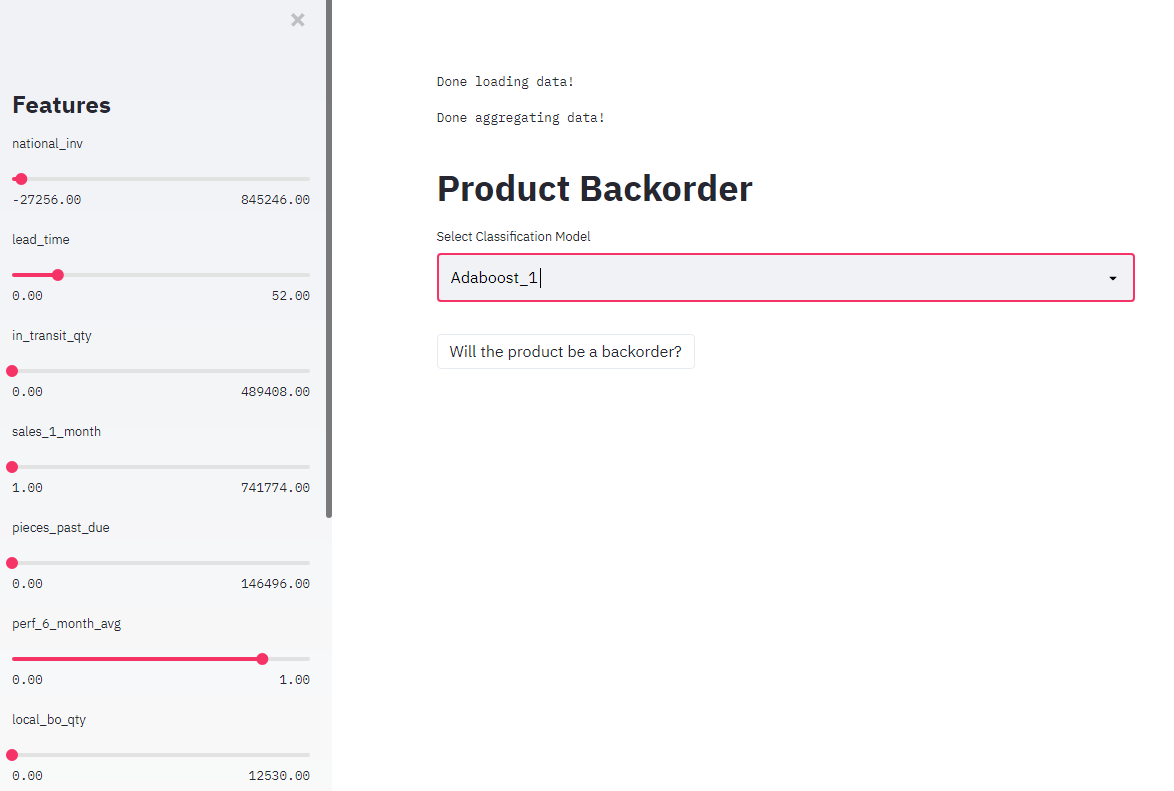 ×
Features
national_inv
-27256.00 845246.00
lead_time
0.00 52.00
in_transit_qty
0.00 489408.00
sales_1_month
1.00 741774.00
pieces_past_due
0.00 146496.00
perf_6_month_avg
0.00 1.00
local_bo_qty
0.00 12530.00
Done loading data!
Done aggregating data!
Product Backorder
Select Classification Model
Adaboost_1
Will the product be a backorder?